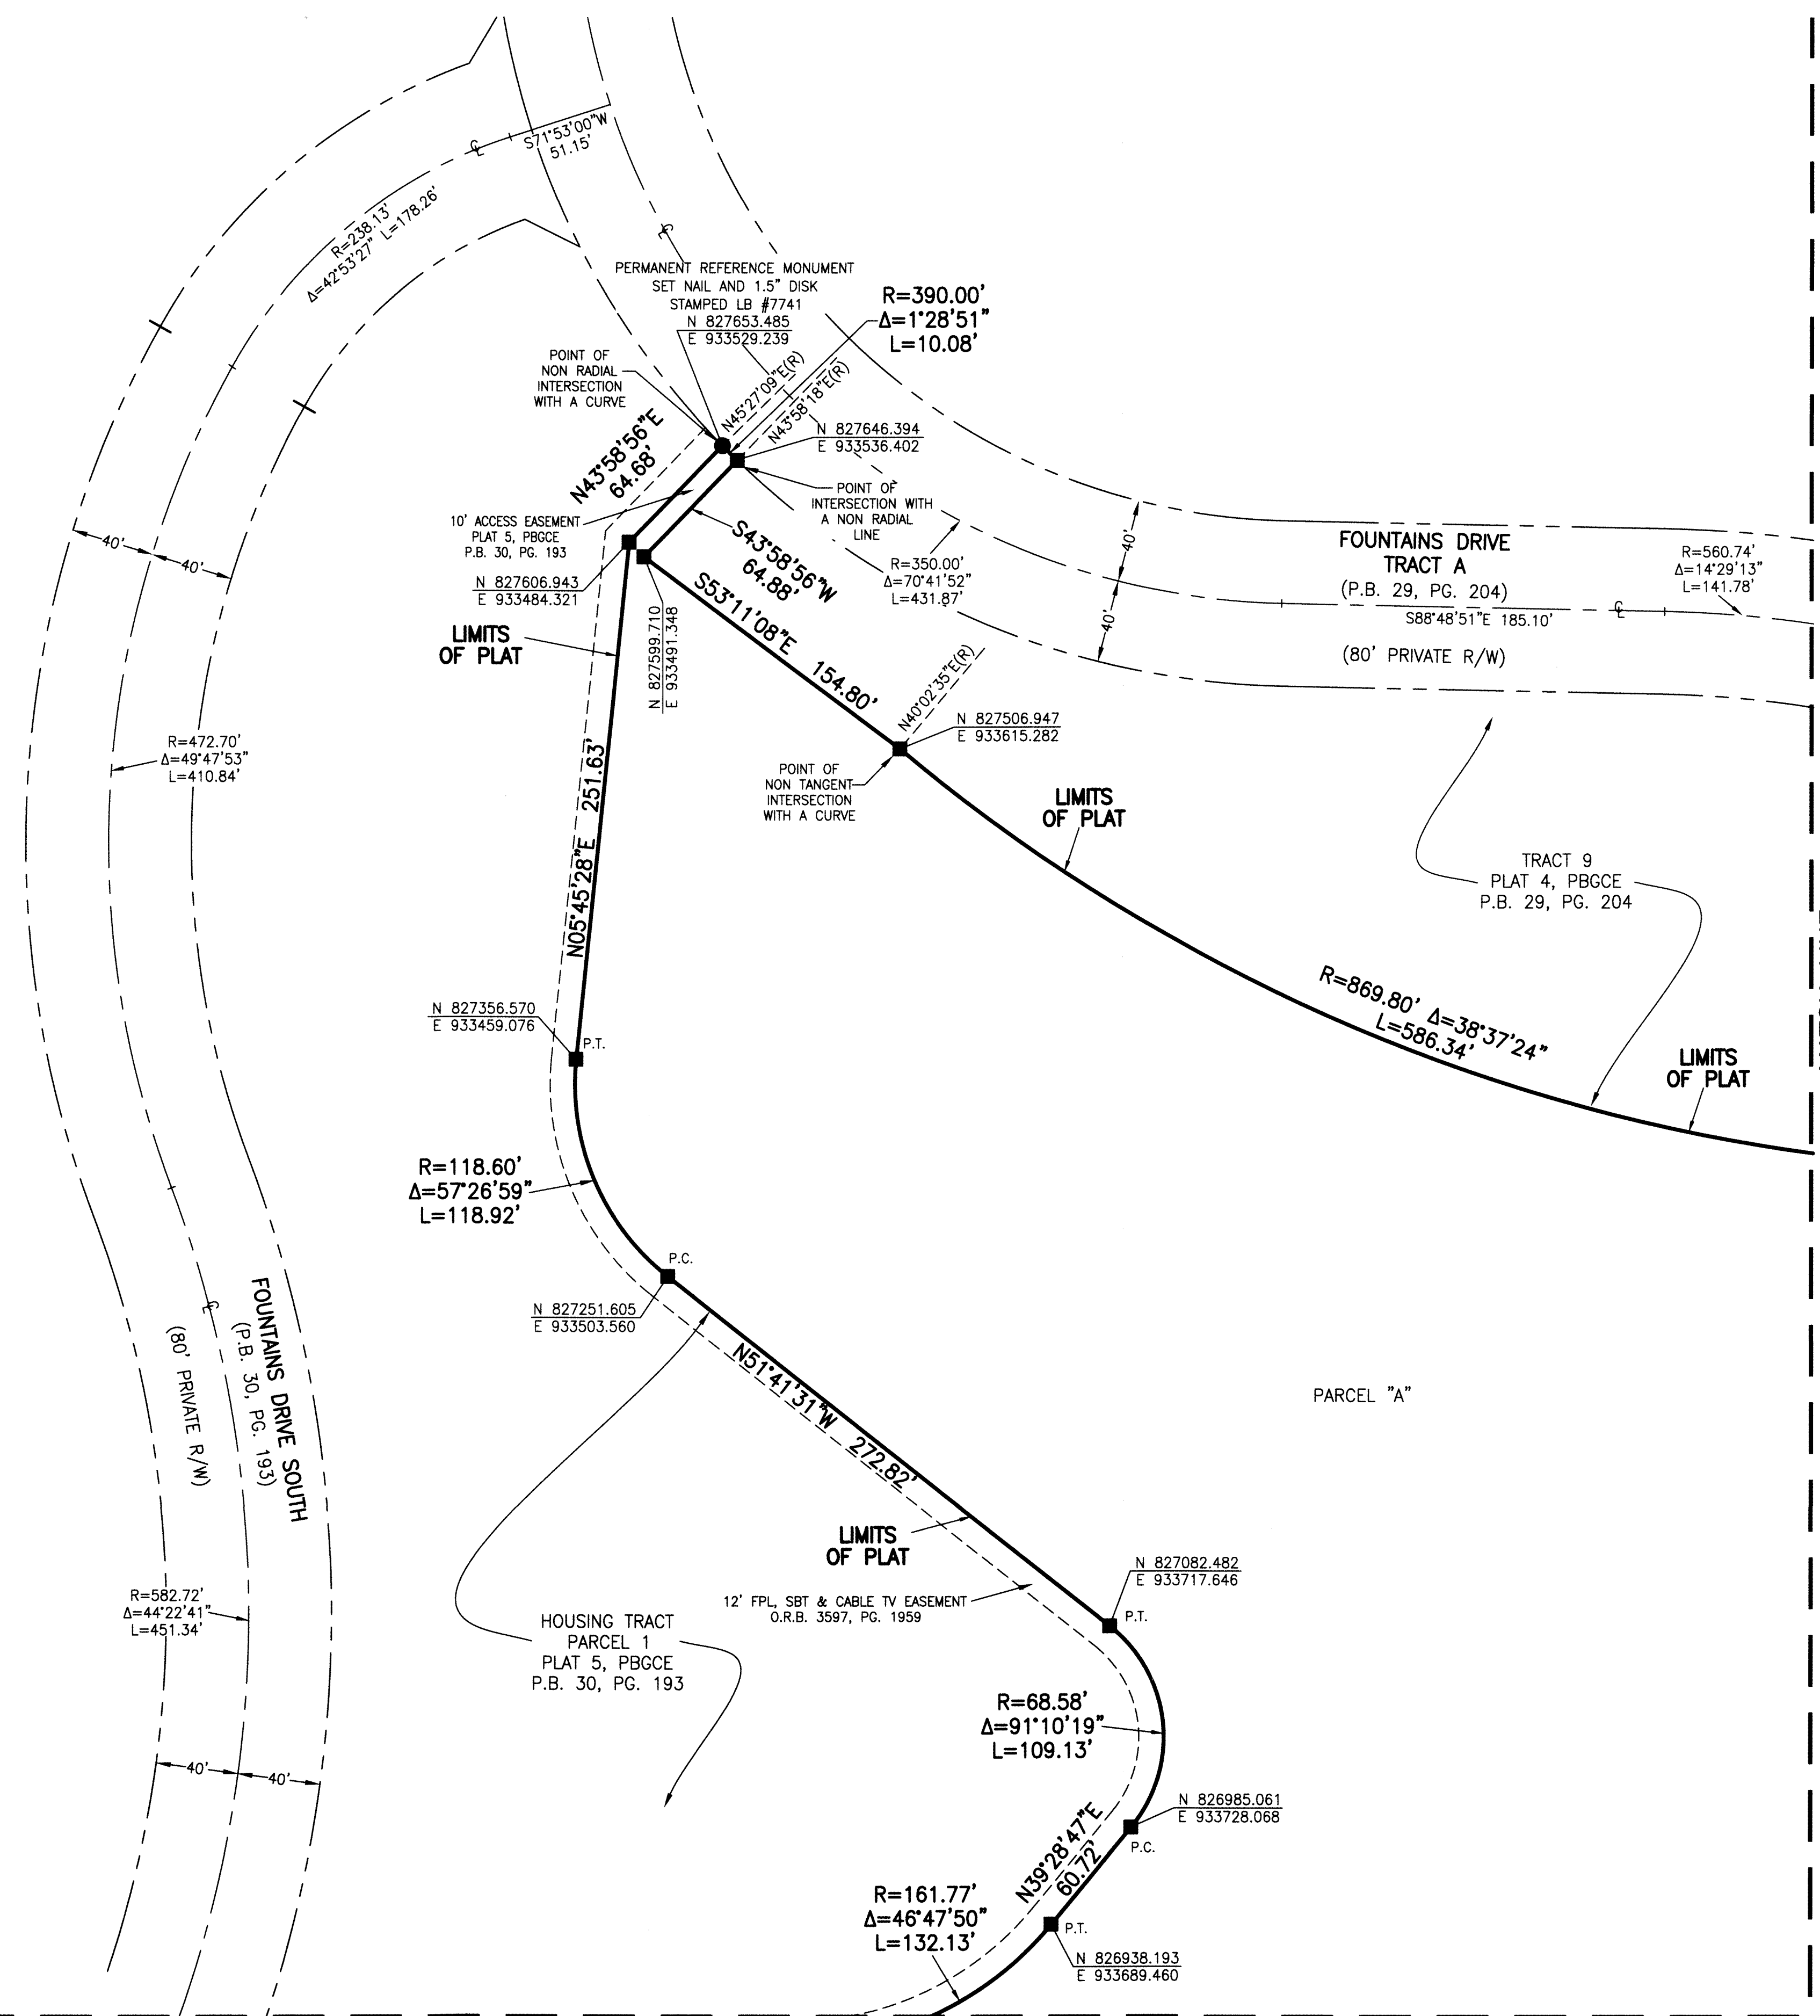 S71°53'00"W
51.15'
R=238.13'
Δ=42°53'27" L=178.26'
PERMANENT REFERENCE MONUMENT
SET NAIL AND 1.5" DISK
STAMPED LB #7741
N 827653.485
E 933529.239
R=390.00'
Δ=1°28'51"
L=10.08'
POINT OF
NON RADIAL
INTERSECTION
WITH A CURVE
N45°27'09"E(R)
N43°58'18"E(R)
N 827646.394
E 933536.402
N43°58'56"E
64.68'
POINT OF
INTERSECTION WITH
A NON RADIAL
LINE
10' ACCESS EASEMENT
PLAT 5, PBGCE
P.B. 30, PG. 193
S43°58'56"W
64.88'
N 827606.943
E 933484.321
N 827599.710
E 933491.348
R=350.00'
Δ=70°41'52"
L=431.87'
40'
40'
FOUNTAINS DRIVE
TRACT A
(P.B. 29, PG. 204)
S88°48'51"E 185.10'
(80' PRIVATE R/W)
R=560.74'
Δ=14°29'13"
L=141.78'
℄
℄
℄
40'
40'
LIMITS
OF PLAT
S53°11'08"E 154.80'
N40°02'35"E(R)
N 827506.947
E 933615.282
POINT OF
NON TANGENT
INTERSECTION
WITH A CURVE
LIMITS
OF PLAT
R=472.70'
Δ=49°47'53"
L=410.84'
N05°45'28"E 251.63'
TRACT 9
PLAT 4, PBGCE
P.B. 29, PG. 204
R=869.80' Δ=38°37'24"
L=586.34'
LIMITS
OF PLAT
N 827356.570
E 933459.076
P.T.
R=118.60'
Δ=57°26'59"
L=118.92'
P.C.
N 827251.605
E 933503.560
℄
FOUNTAINS DRIVE SOUTH
(P.B. 30, PG. 193)
(80' PRIVATE R/W)
N51°41'31"W 272.82'
PARCEL "A"
LIMITS
OF PLAT
N 827082.482
E 933717.646
P.T.
12' FPL, SBT & CABLE TV EASEMENT
O.R.B. 3597, PG. 1959
R=582.72'
Δ=44°22'41"
L=451.34'
HOUSING TRACT
PARCEL 1
PLAT 5, PBGCE
P.B. 30, PG. 193
R=68.58'
Δ=91°10'19"
L=109.13'
40'
40'
N 826985.061
E 933728.068
P.C.
N39°28'47"E
60.72'
R=161.77'
Δ=46°47'50"
L=132.13'
P.T.
N 826938.193
E 933689.460